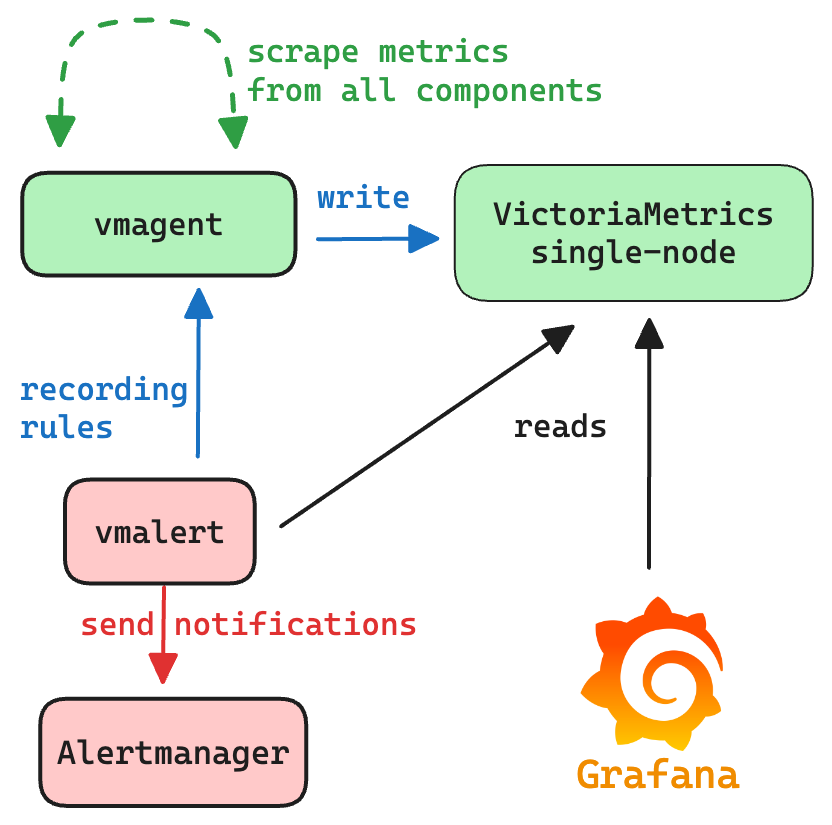 scrape metrics
from all components
vmagent
write
VictoriaMetrics
single-node
recording
rules
reads
vmalert
send notifications
Alertmanager
Grafana